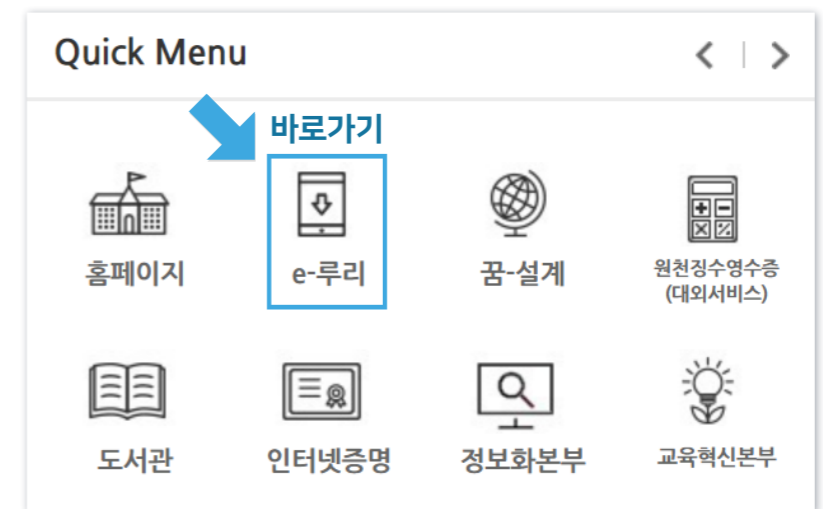 Quick Menu
바로가기
홈페이지
e-루리
꿈-설계
원천징수영수증
(대외서비스)
도서관
인터넷증명
정보화본부
교육혁신본부